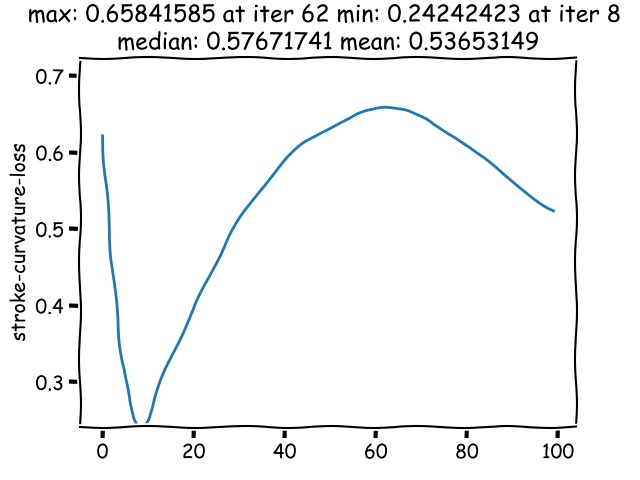 max: 0.65841585 at iter 62 min: 0.24242423 at iter 8
median: 0.57671741 mean: 0.53653149
stroke-curvature-loss
0.7
0.6
0.5
0.4
0.3
0 20 40 60 80 100